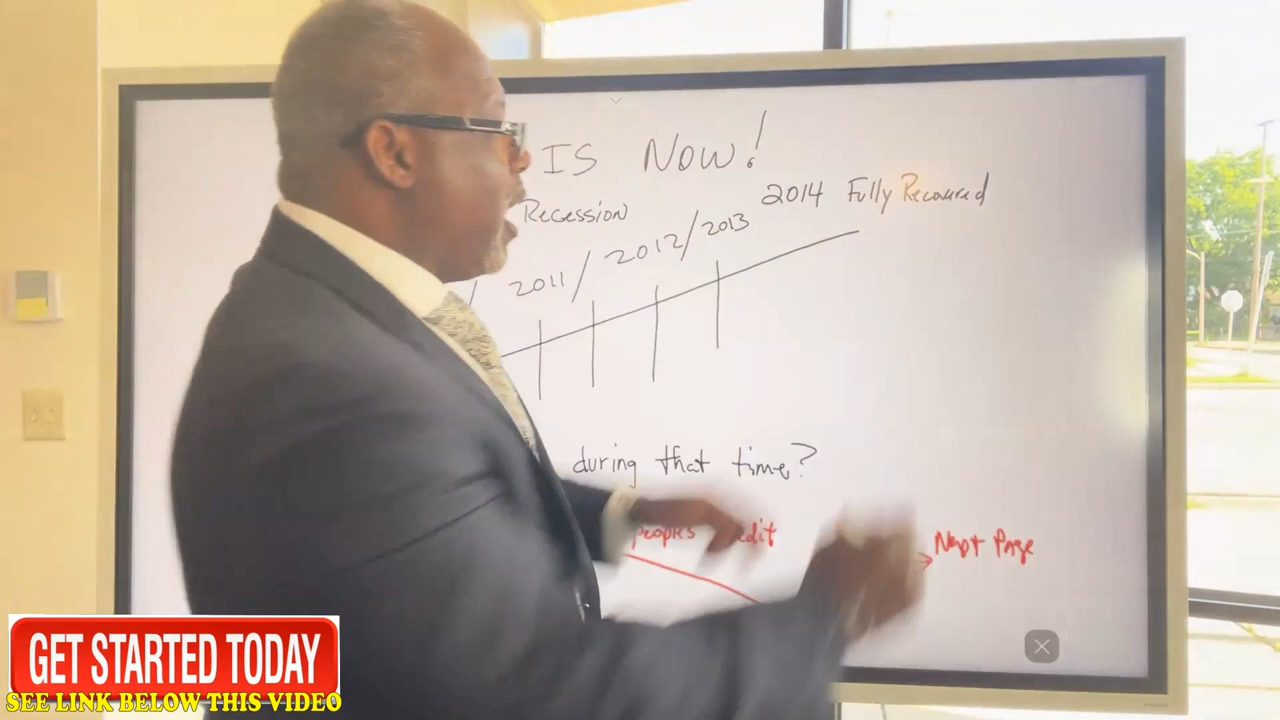 IS NOW!
2014 Fully Recovered
Recession
2011 / 2012 / 2013
during that time?
peoples
Next Page
GET STARTED TODAY
SEE LINK BELOW THIS VIDEO